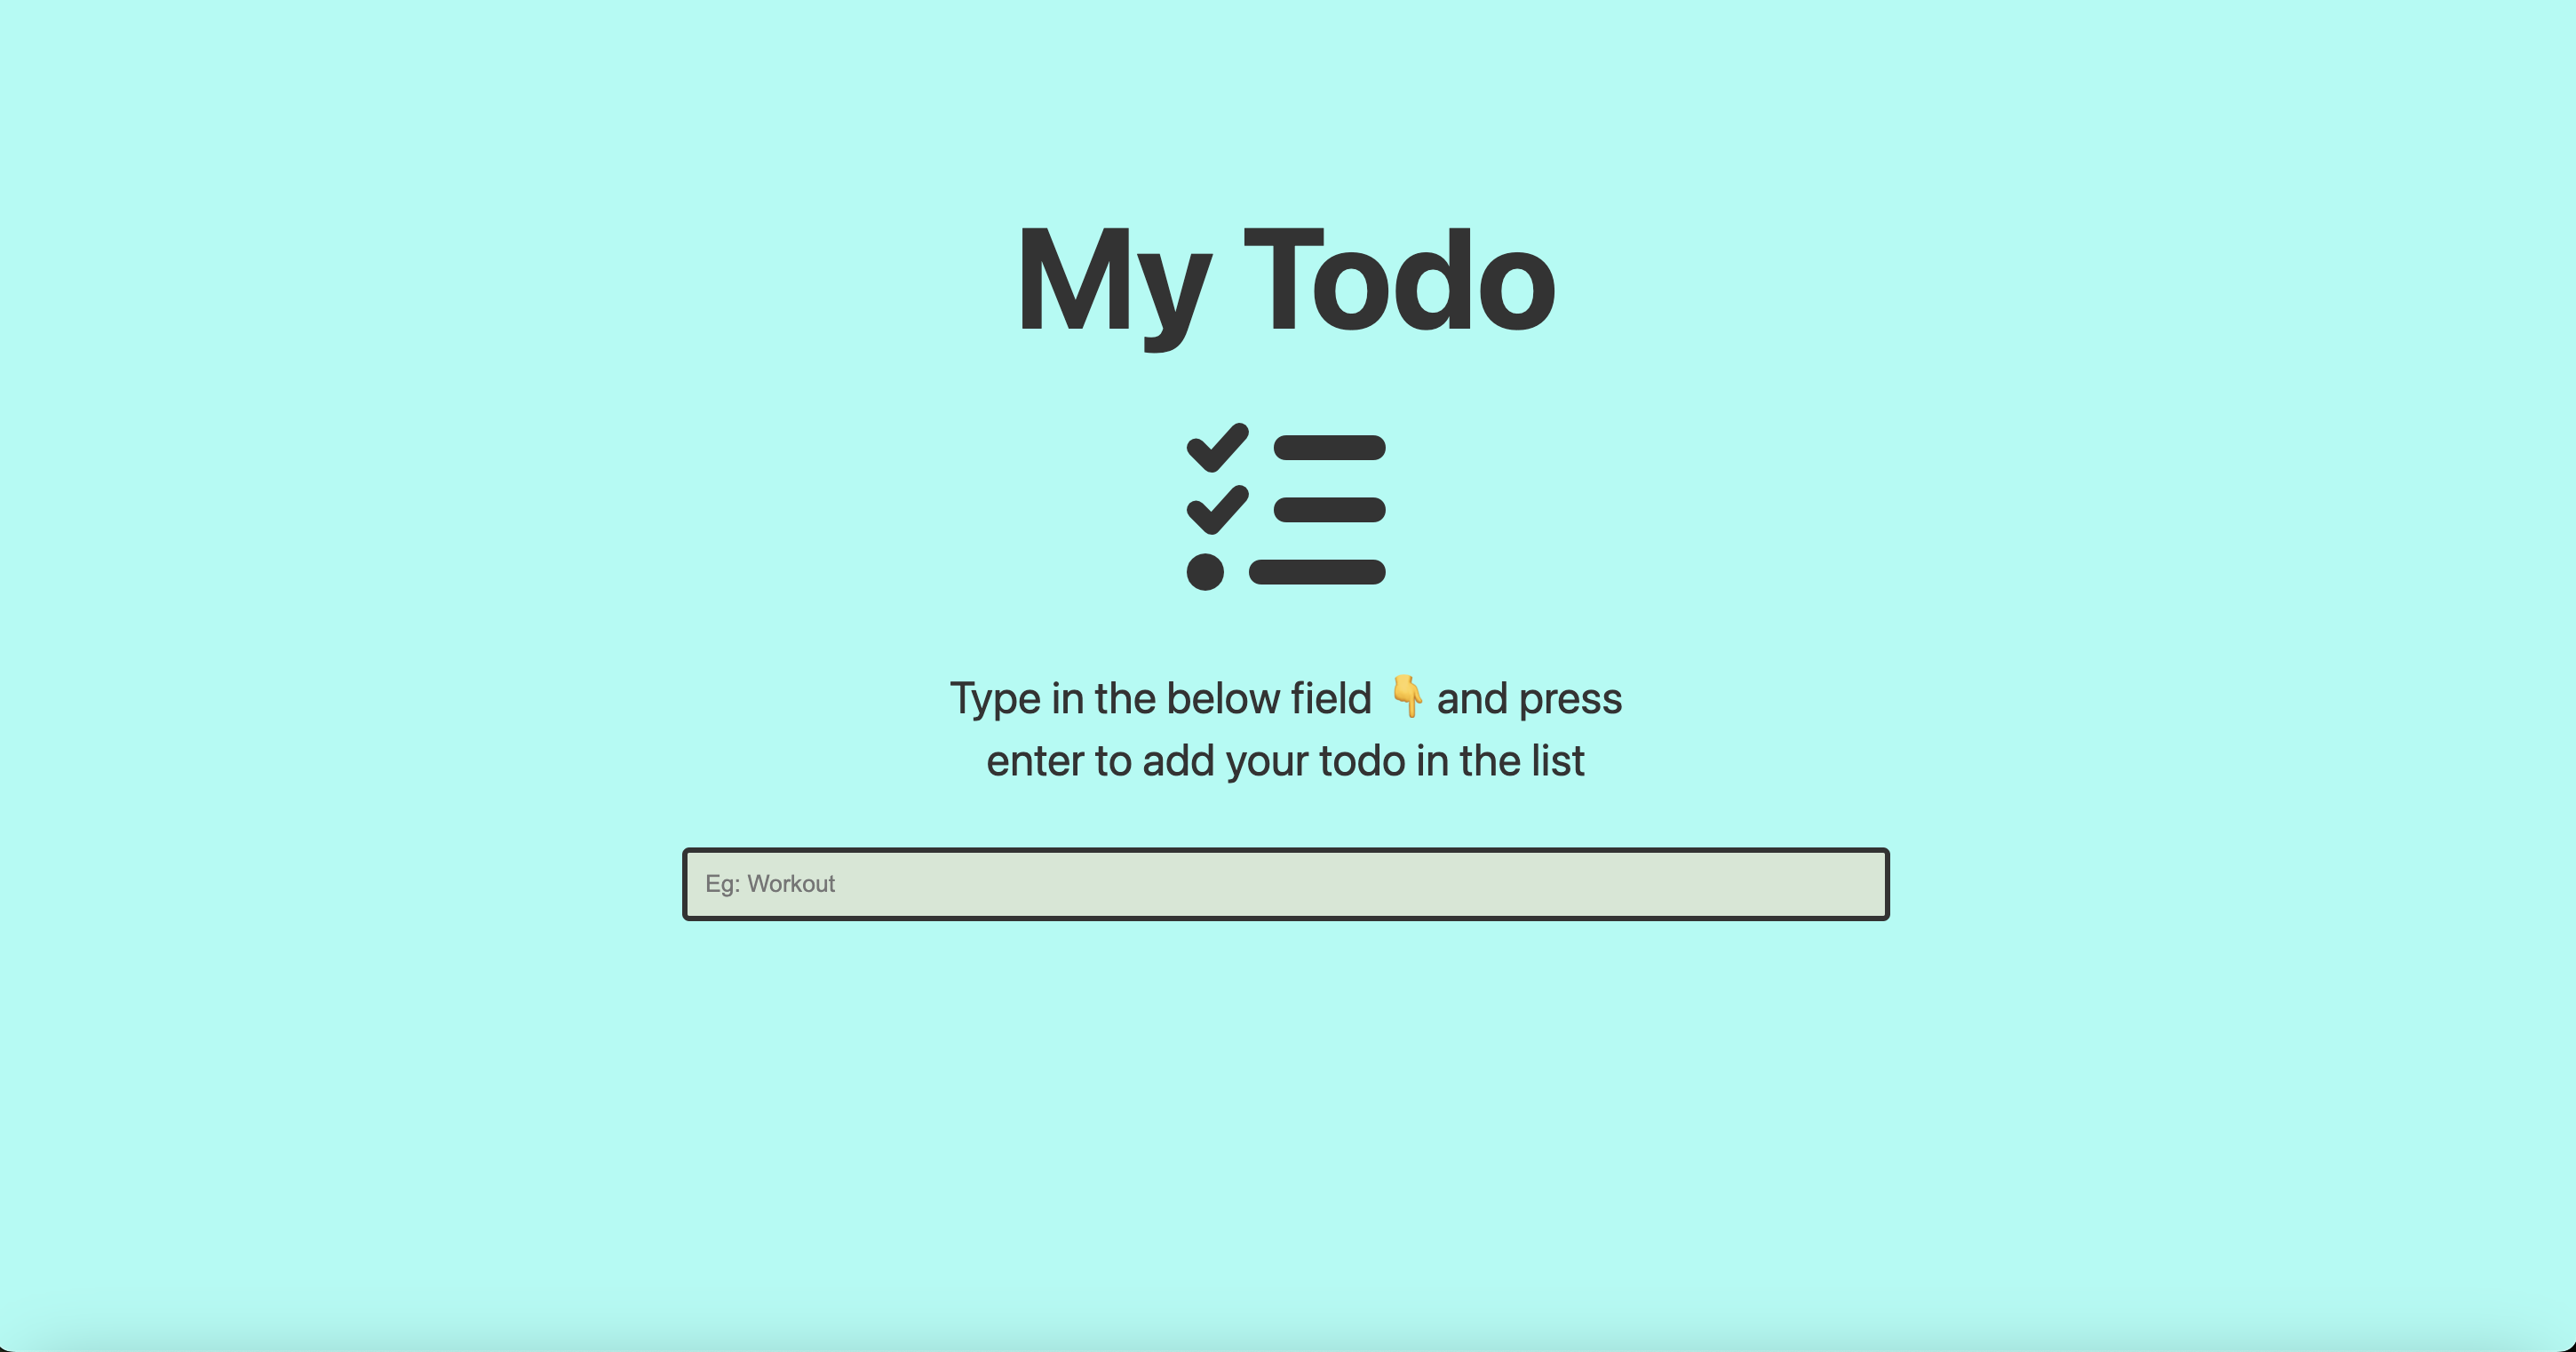 My Todo
Type in the below field 👇 and press
enter to add your todo in the list
Eg: Workout